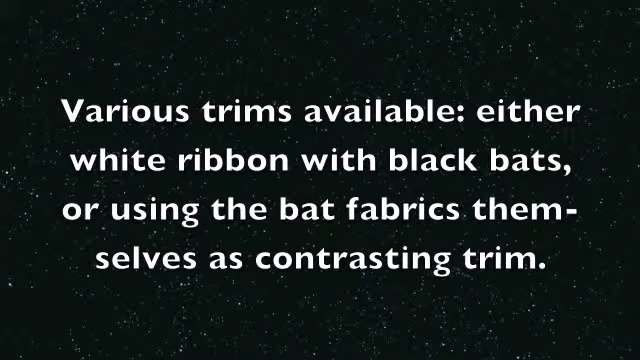 Various trims available: either
white ribbon with black bats,
or using the bat fabrics them-
selves as contrasting trim.